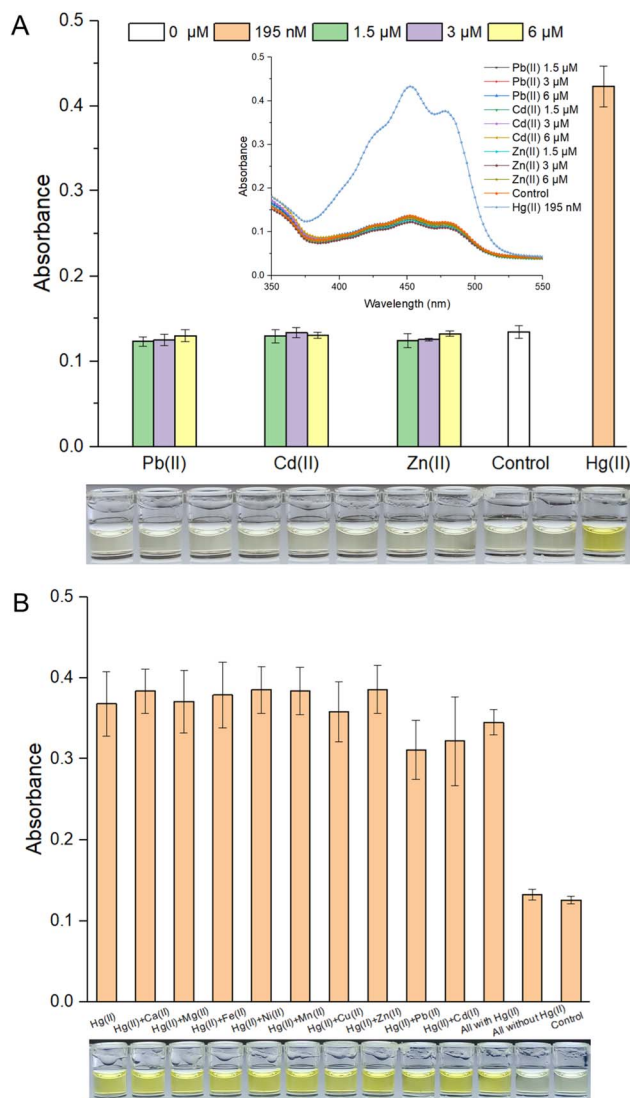 A
0 µM 195 nM 1.5 µM 3 µM 6 µM
Absorbance
0.5
0.4
0.3
0.2
0.1
0.0
Absorbance
0.5
0.4
0.3
0.2
0.1
0.0
350 400 450 500 550
Wavelength (nm)
Pb(II) 1.5 µM
Pb(II) 3 µM
Pb(II) 6 µM
Cd(II) 1.5 µM
Cd(II) 3 µM
Cd(II) 6 µM
Zn(II) 1.5 µM
Zn(II) 3 µM
Zn(II) 6 µM
Control
Hg(II) 195 nM
Pb(II) Cd(II) Zn(II) Control Hg(II)
B
Absorbance
0.5
0.4
0.3
0.2
0.1
0.0
Hg(II)
Hg(II)+Ca(II)
Hg(II)+Mg(II)
Hg(II)+Fe(II)
Hg(II)+Ni(II)
Hg(II)+Mn(II)
Hg(II)+Cu(II)
Hg(II)+Zn(II)
Hg(II)+Pb(II)
Hg(II)+Cd(II)
All with Hg(II)
All without Hg(II)
Control